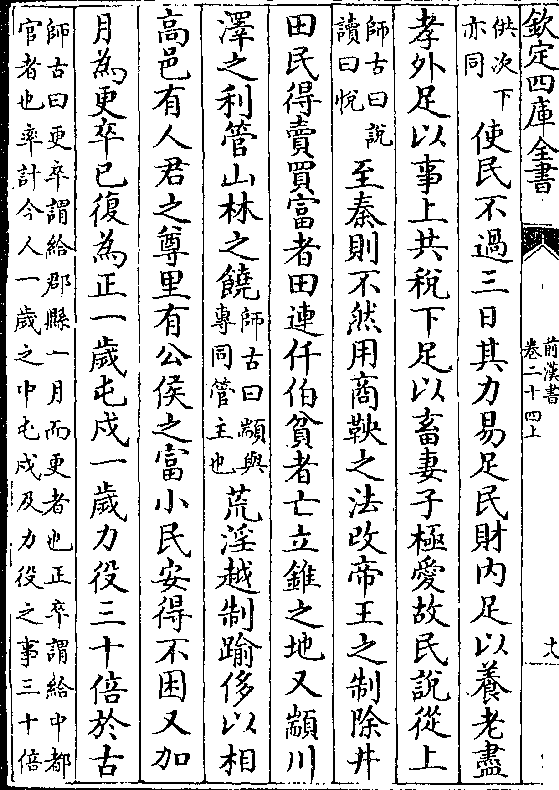 欽定四庫全書
前漢書
卷二十四上
供次下
亦同
使民不過三日其力易足民財內足以養老盡
孝外足以事上共稅下足以畜妻子極愛故民說從上
師古曰說
讀曰悅
至秦則不然用商鞅之法改帝王之制除井
田民得賣買富者田連仟伯貧者亡立錐之地又顓川
澤之利管山林之饒
師古曰顓與
專同管主也
荒淫越制踰侈以相
高邑有人君之尊里有公侯之富小民安得不困又加
月為更卒已復為正一歲屯戍一歲力役三十倍於古
師古曰更卒謂給郡縣一月而更者也正卒謂給中都
官者也率計今人一歲之中屯戍及力役之事三十倍